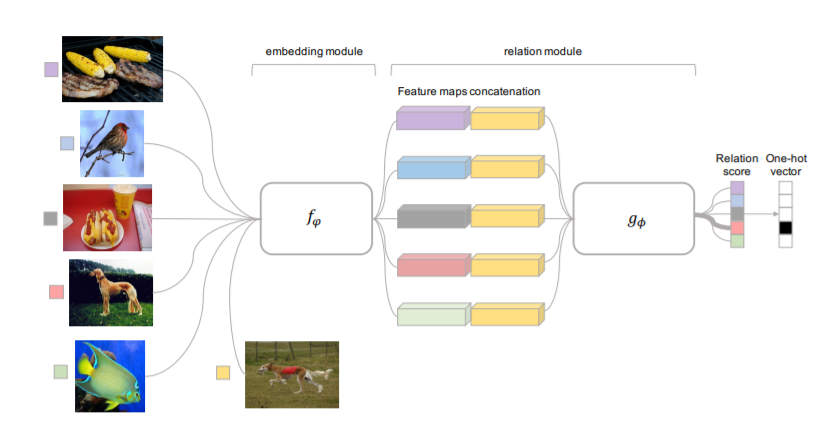 embedding module
relation module
Feature maps concatenation
Relation
score
One-hot
vector
fφ
gϕ